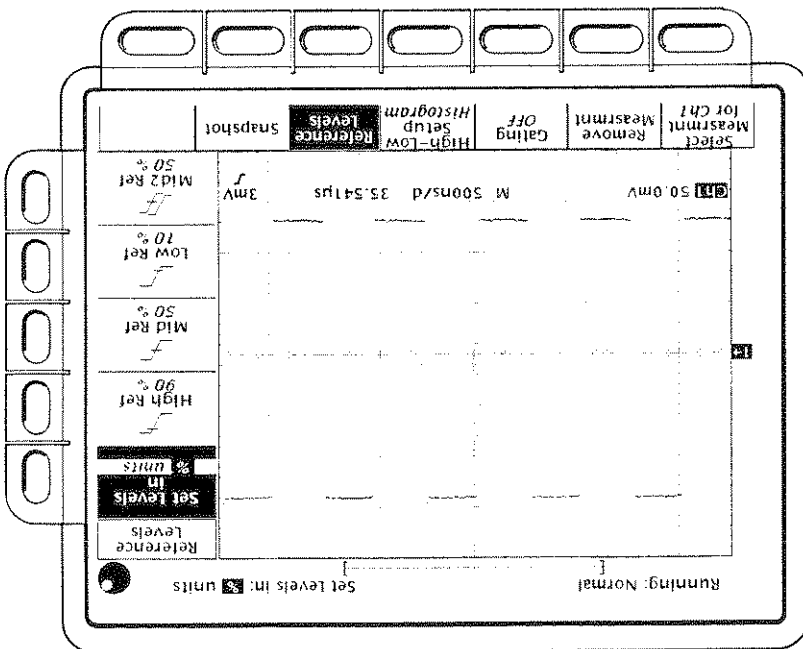 Running: Normal
Set Levels in: % units
Reference
Levels
Set Levels
in
% units
High Ref
90 %
Mid Ref
50 %
Low Ref
10 %
Mid2 Ref
50 %
1+
Ch1 50.0mV M 500ns/d 35.541µs 3mV
Select
Measrmnt
for Ch1
Remove
Measrmnt
Gating
OFF
High-Low
Setup
Histogram
Reference
Levels
Snapshot